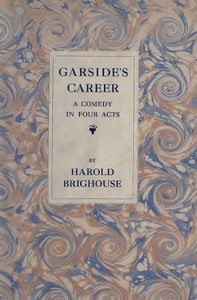 GARSIDE'S
CAREER
A COMEDY
IN FOUR ACTS
BY
HAROLD
BRIGHOUSE